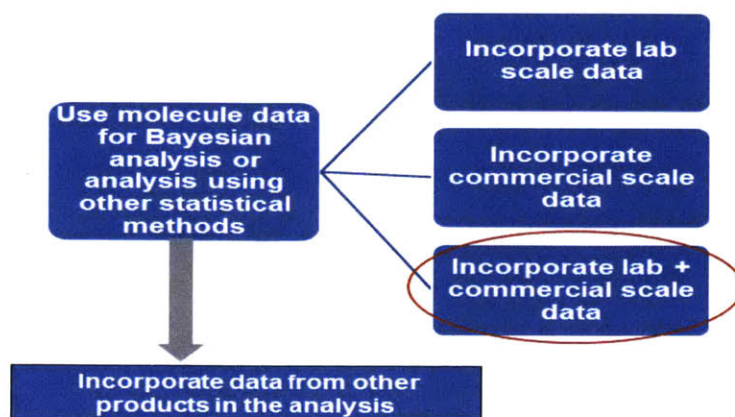 Incorporate lab
scale data
Use molecule data
for Bayesian
analysis or
analysis using
other statistical
methods
Incorporate
commercial scale
data
Incorporate lab +
commercial scale
data
Incorporate data from other
products in the analysis